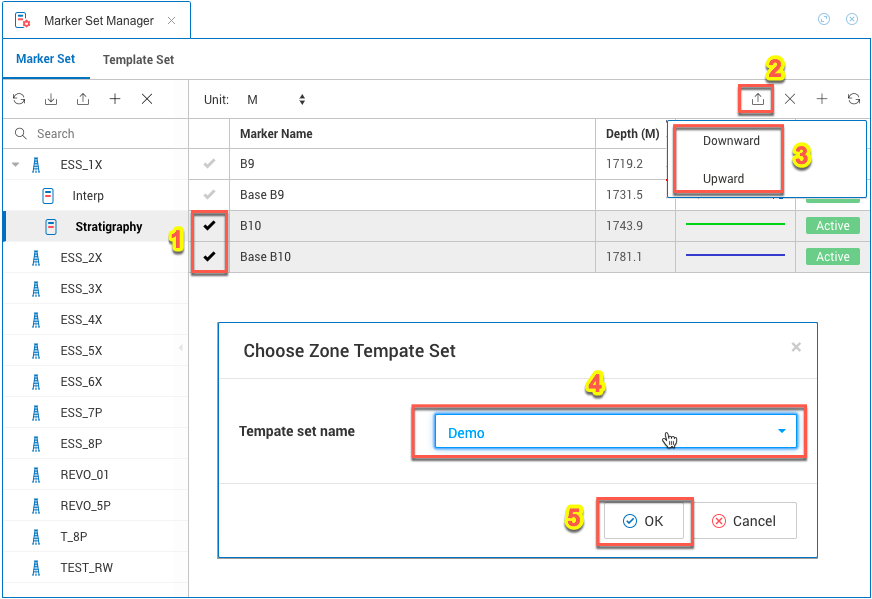 Marker Set Manager
Marker Set Template Set
Unit: M
2
Search
Marker Name Depth (M)
Downward
Upward
3
ESS_1X
B9 1719.2
Interp
Base B9 1731.5
Stratigraphy
1
B10 1743.9 Active
ESS_2X
Base B10 1781.1 Active
ESS_3X
ESS_4X
ESS_5X
ESS_6X
ESS_7P
ESS_8P
REVO_01
REVO_5P
T_8P
TEST_RW
Choose Zone Tempate Set
4
Tempate set name
Demo
5
OK
Cancel